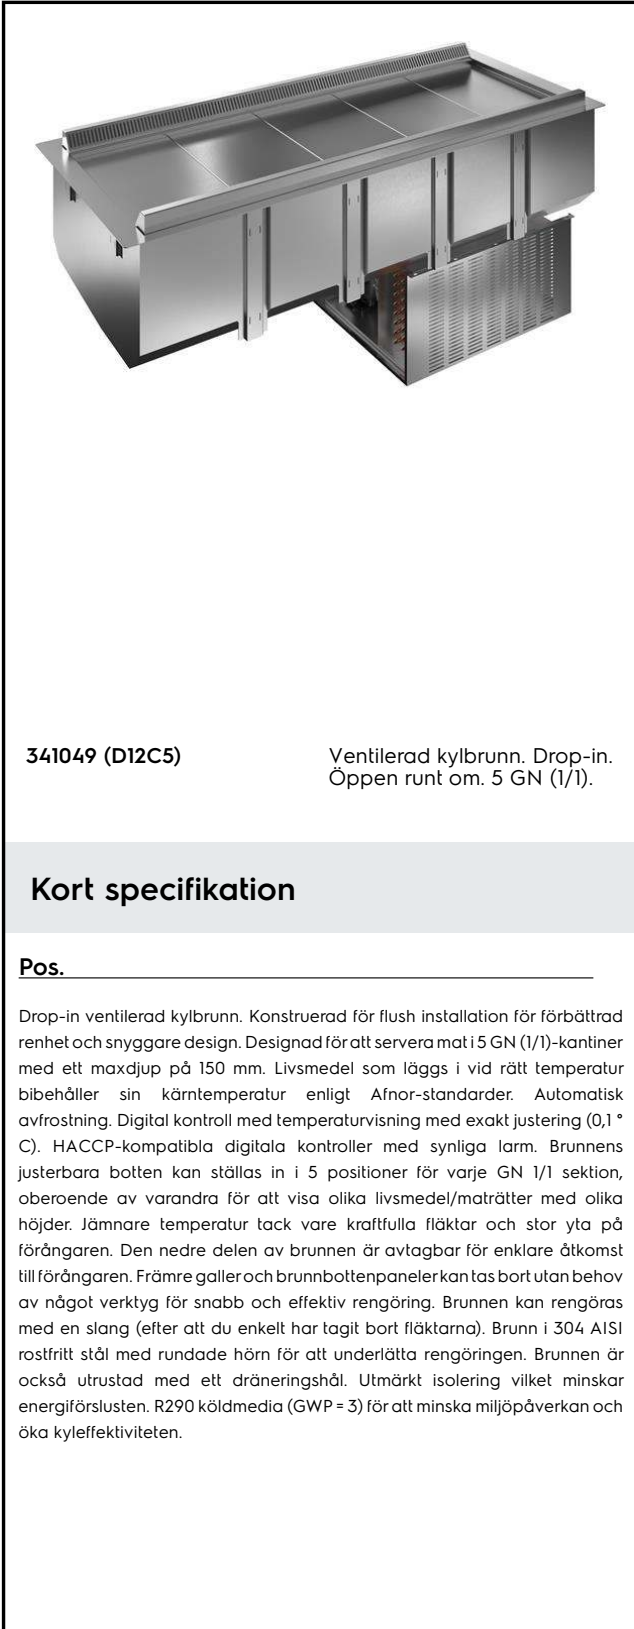 341049 (D12C5)
Ventilerad kylbrunn. Drop-in.
Öppen runt om. 5 GN (1/1).
Kort specifikation
Pos.
Drop-in ventilerad kylbrunn. Konstruerad för flush installation för förbättrad
renhet och snyggare design. Designad för att servera mat i 5 GN (1/1)-kantiner
med ett maxdjup på 150 mm. Livsmedel som läggs i vid rätt temperatur
bibehåller sin kärntemperatur enligt Afnor-standarder. Automatisk
avfrostning. Digital kontroll med temperaturvisning med exakt justering (0,1 °
C). HACCP-kompatibla digitala kontroller med synliga larm. Brunnens
justerbara botten kan ställas in i 5 positioner för varje GN 1/1 sektion,
oberoende av varandra för att visa olika livsmedel/maträtter med olika
höjder. Jämnare temperatur tack vare kraftfulla fläktar och stor yta på
förångaren. Den nedre delen av brunnen är avtagbar för enklare åtkomst
till förångaren. Främre galler och brunnbottenpaneler kan tas bort utan behov
av något verktyg för snabb och effektiv rengöring. Brunnen kan rengöras
med en slang (efter att du enkelt har tagit bort fläktarna). Brunn i 304 AISI
rostfritt stål med rundade hörn för att underlätta rengöringen. Brunnen är
också utrustad med ett dräneringshål. Utmärkt isolering vilket minskar
energiförslusten. R290 köldmedia (GWP = 3) för att minska miljöpåverkan och
öka kyleffektiviteten.